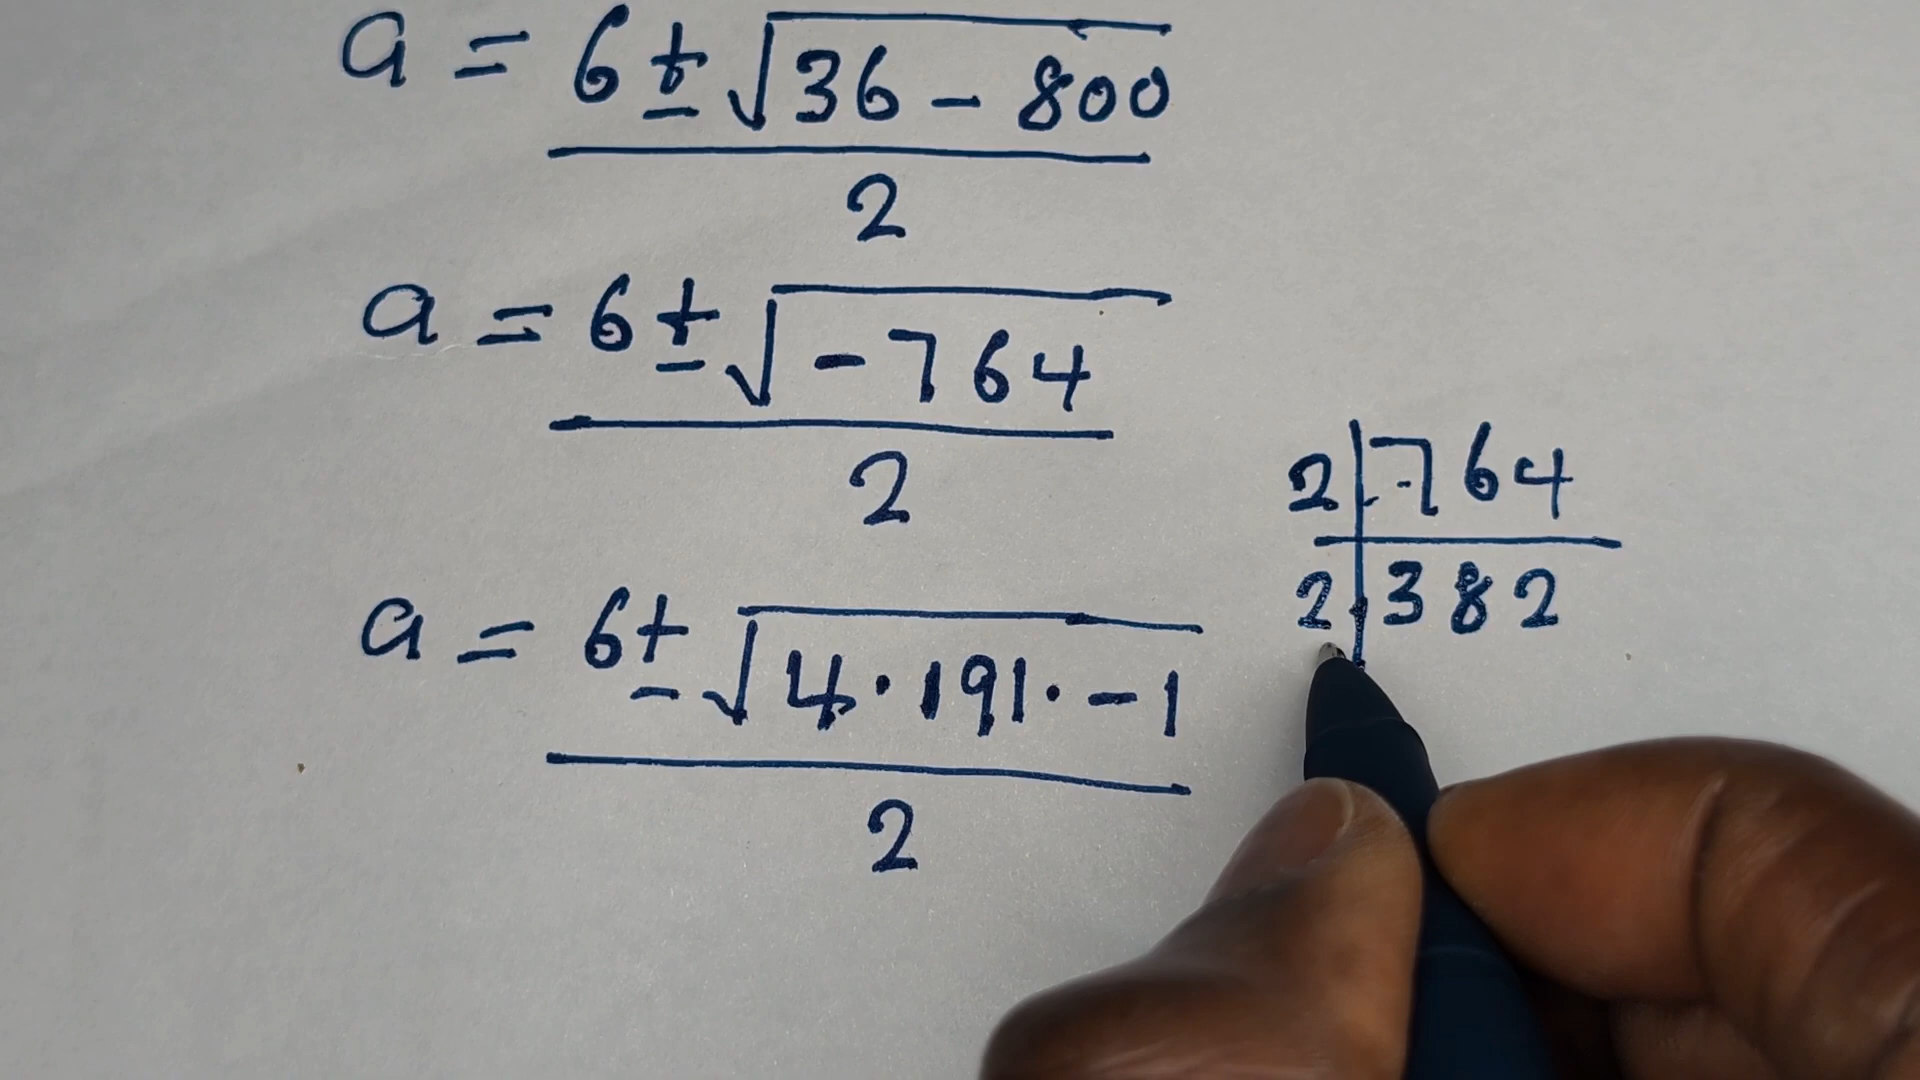 a = 6 ± √36 - 800
2
a = 6 ± √-764
2
2 | 764
2 | 382
a = 6 ± √4 · 191 · -1
2